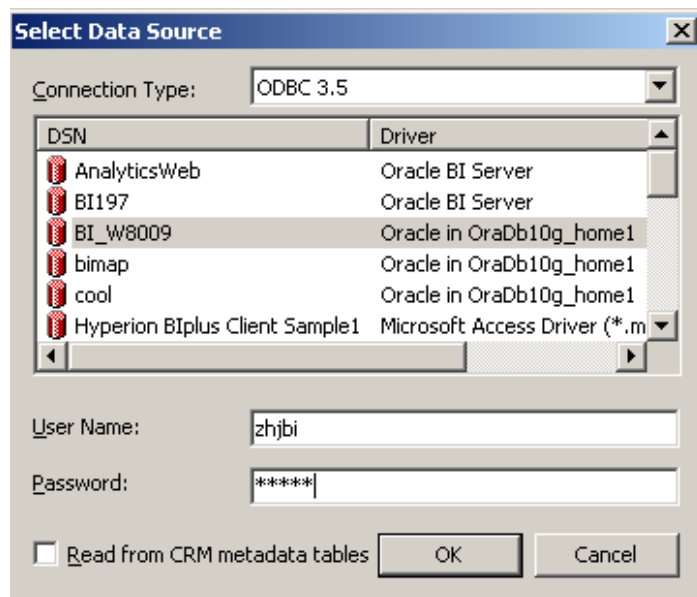 Select Data Source
Connection Type: ODBC 3.5
DSN Driver
AnalyticsWeb Oracle BI Server
BI197 Oracle BI Server
BI_W8009 Oracle in OraDb10g_home1
bimap Oracle in OraDb10g_home1
cool Oracle in OraDb10g_home1
Hyperion BIplus Client Sample1 Microsoft Access Driver (*.m
User Name: zhjbi
Password: *****
Read from CRM metadata tables OK Cancel